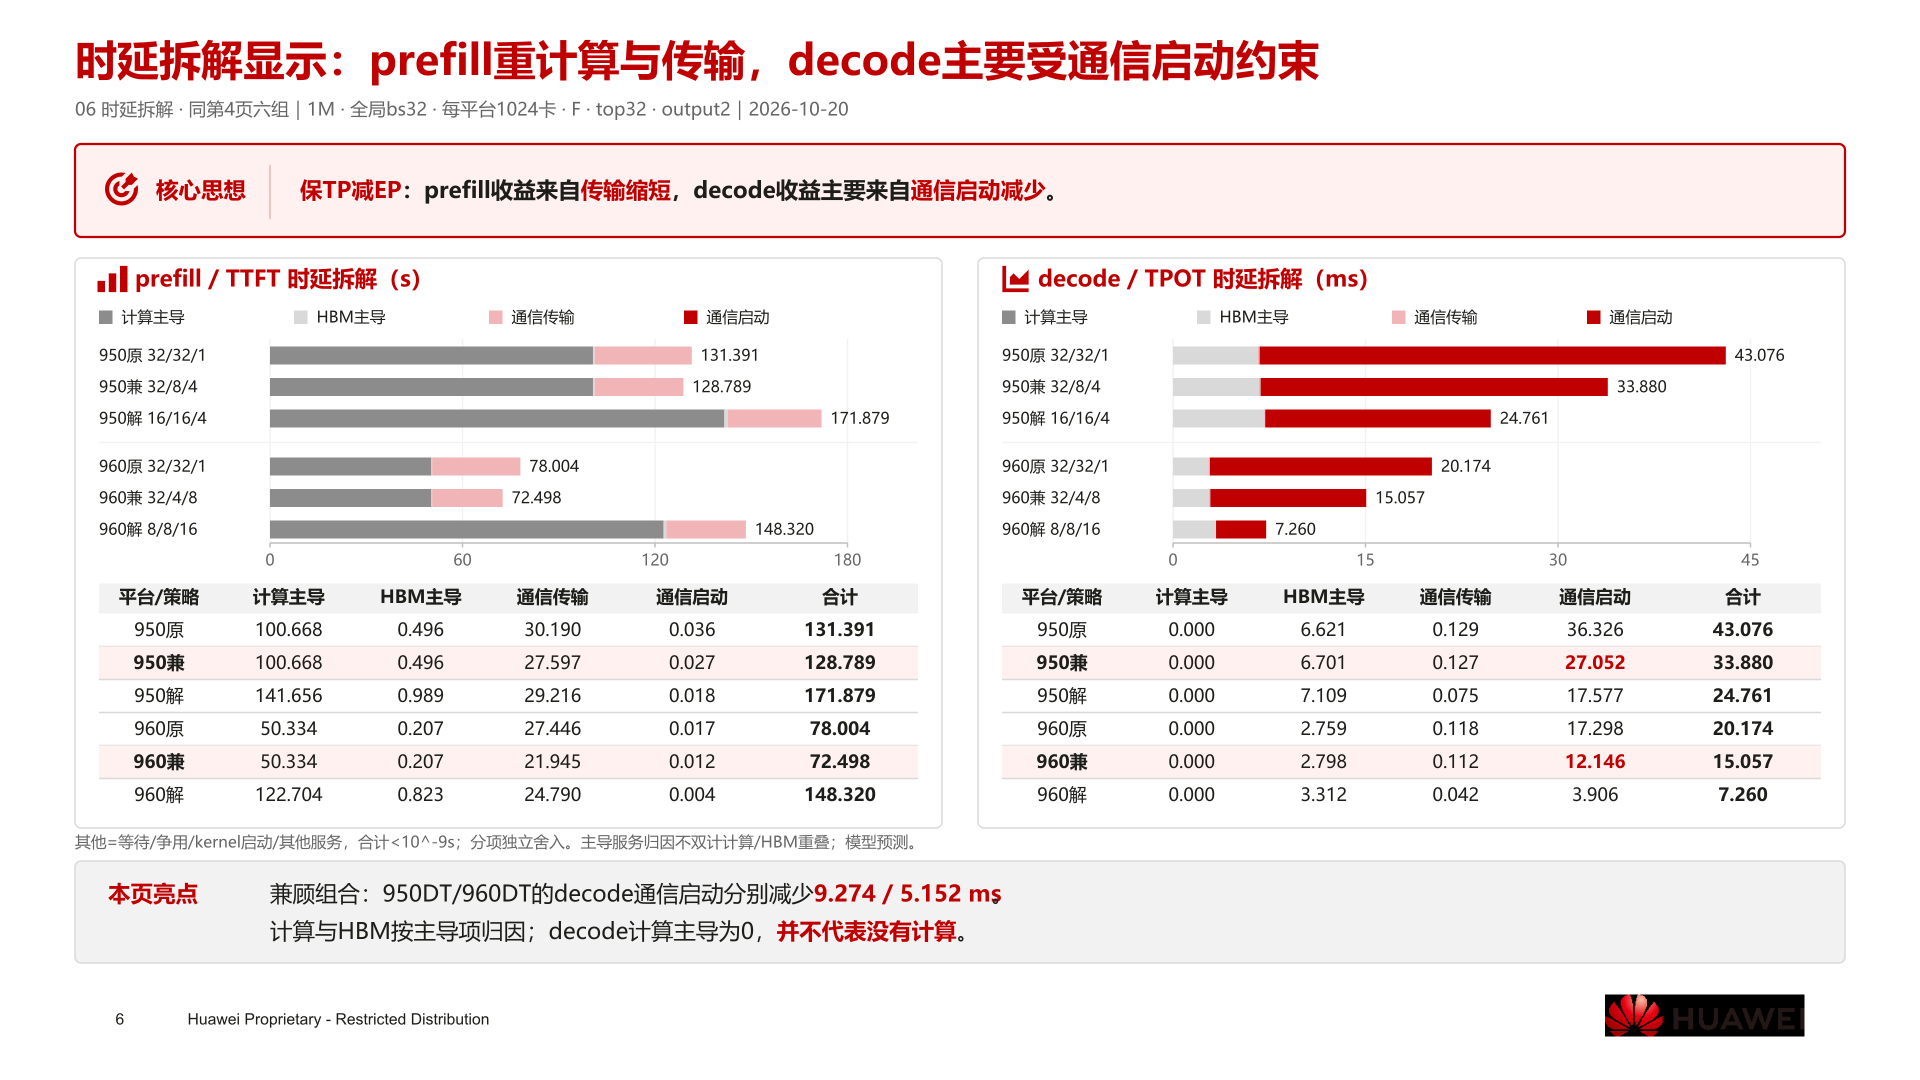 时延拆解显示：prefill重计算与传输，decode主要受通信启动约束
06 时延拆解 · 同第4页六组 | 1M · 全局bs32 · 每平台1024卡 · F · top32 · output2 | 2026-10-20
核心思想
保TP减EP：prefill收益来自传输缩短，decode收益主要来自通信启动减少。
prefill / TTFT 时延拆解（s）
计算主导 HBM主导 通信传输 通信启动
950原 32/32/1 131.391
950兼 32/8/4 128.789
950解 16/16/4 171.879
960原 32/32/1 78.004
960兼 32/4/8 72.498
960解 8/8/16 148.320
0 60 120 180
平台/策略 计算主导 HBM主导 通信传输 通信启动 合计
950原 100.668 0.496 30.190 0.036 131.391
950兼 100.668 0.496 27.597 0.027 128.789
950解 141.656 0.989 29.216 0.018 171.879
960原 50.334 0.207 27.446 0.017 78.004
960兼 50.334 0.207 21.945 0.012 72.498
960解 122.704 0.823 24.790 0.004 148.320
decode / TPOT 时延拆解（ms）
计算主导 HBM主导 通信传输 通信启动
950原 32/32/1 43.076
950兼 32/8/4 33.880
950解 16/16/4 24.761
960原 32/32/1 20.174
960兼 32/4/8 15.057
960解 8/8/16 7.260
0 15 30 45
平台/策略 计算主导 HBM主导 通信传输 通信启动 合计
950原 0.000 6.621 0.129 36.326 43.076
950兼 0.000 6.701 0.127 27.052 33.880
950解 0.000 7.109 0.075 17.577 24.761
960原 0.000 2.759 0.118 17.298 20.174
960兼 0.000 2.798 0.112 12.146 15.057
960解 0.000 3.312 0.042 3.906 7.260
其他=等待/争用/kernel启动/其他服务，合计<10^-9s；分项独立舍入。主导服务归因不双计计算/HBM重叠；模型预测。
本页亮点
兼顾组合：950DT/960DT的decode通信启动分别减少9.274 / 5.152 ms。
计算与HBM按主导项归因；decode计算主导为0，并不代表没有计算。
6 Huawei Proprietary - Restricted Distribution
HUAWEI